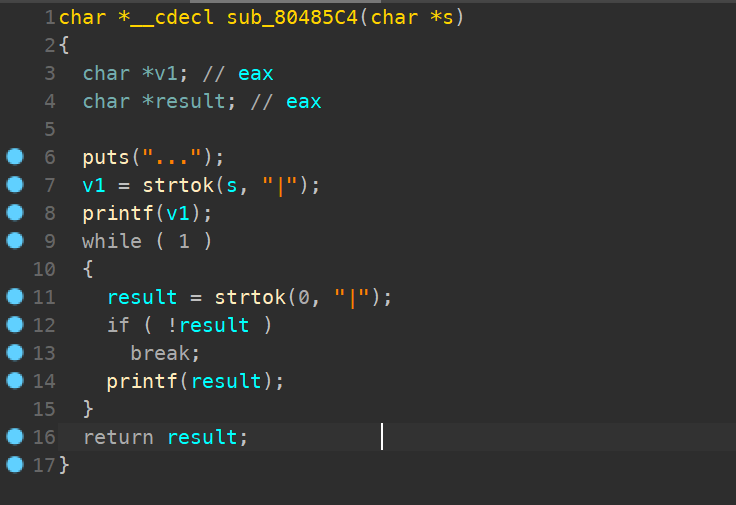 1 char *__cdecl sub_80485C4(char *s)
2 {
3   char *v1; // eax
4   char *result; // eax
5
6   puts("...");
7   v1 = strtok(s, "|");
8   printf(v1);
9   while ( 1 )
10   {
11     result = strtok(0, "|");
12     if ( !result )
13       break;
14     printf(result);
15   }
16   return result;
17 }